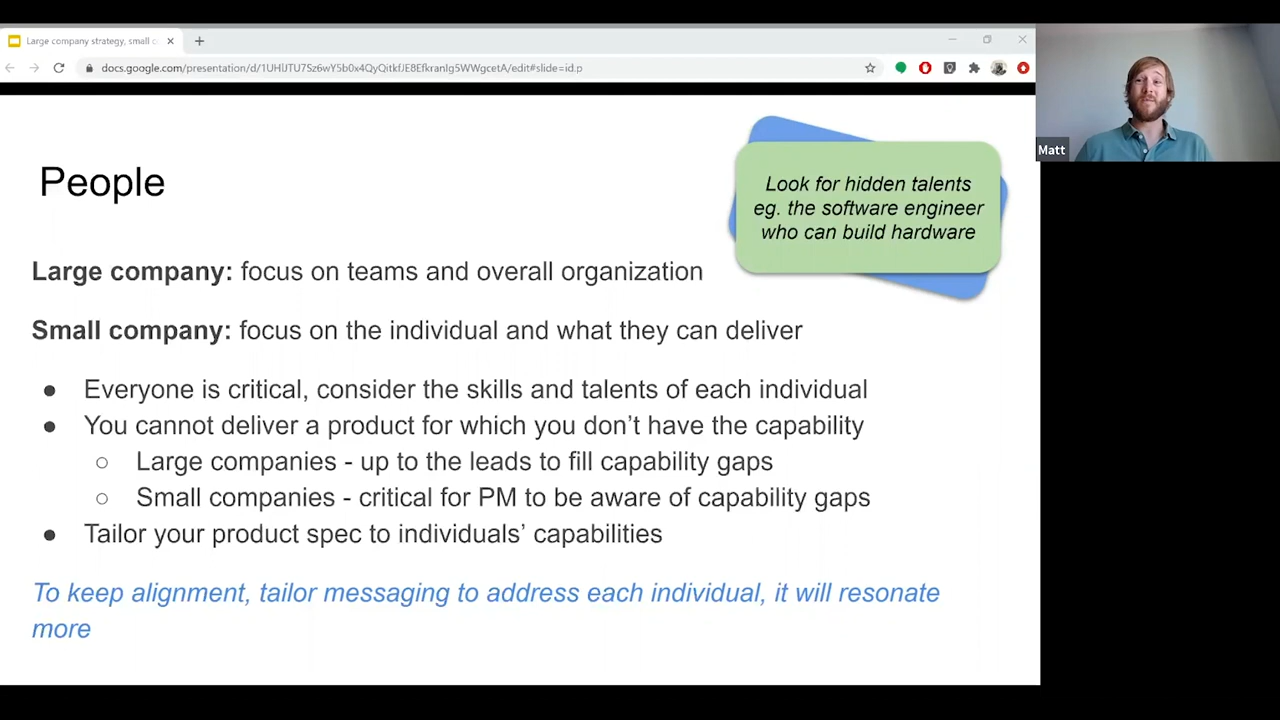 Large company strategy, small c
docs.google.com/presentation/d/1UHlJTU7Sz6wY5b0x4QyQitkfJE8EfkranIg5WWgcetA/edit#slide=id.p
Matt
People
Look for hidden talents
eg. the software engineer
who can build hardware
Large company: focus on teams and overall organization
Small company: focus on the individual and what they can deliver
● Everyone is critical, consider the skills and talents of each individual
● You cannot deliver a product for which you don’t have the capability
○ Large companies - up to the leads to fill capability gaps
○ Small companies - critical for PM to be aware of capability gaps
● Tailor your product spec to individuals’ capabilities
To keep alignment, tailor messaging to address each individual, it will resonate
more